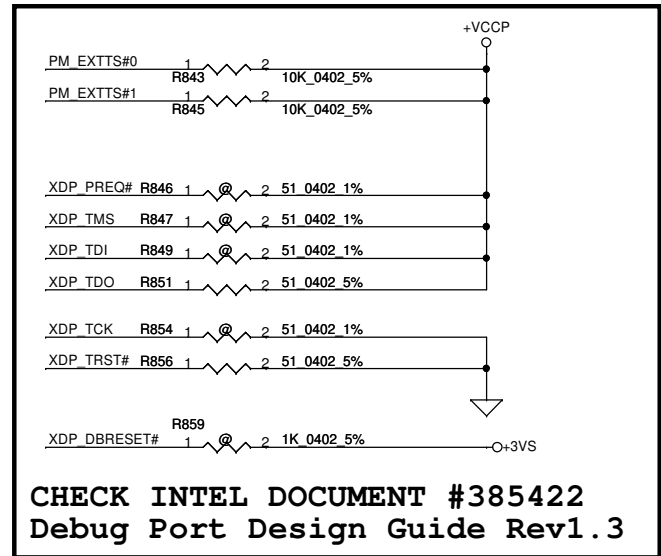 +VCCP
PM_EXTTS#0 1 2
R843 10K_0402_5%
PM_EXTTS#1 1 2
R845 10K_0402_5%
XDP_PREQ# R846 1 @ 2 51_0402_1%
XDP_TMS R847 1 @ 2 51_0402_1%
XDP_TDI R849 1 @ 2 51_0402_1%
XDP_TDO R851 1 2 51_0402_5%
XDP_TCK R854 1 @ 2 51_0402_1%
XDP_TRST# R856 1 2 51_0402_5%
R859
XDP_DBRESET# 1 @ 2 1K_0402_5% +3VS
CHECK INTEL DOCUMENT #385422
Debug Port Design Guide Rev1.3